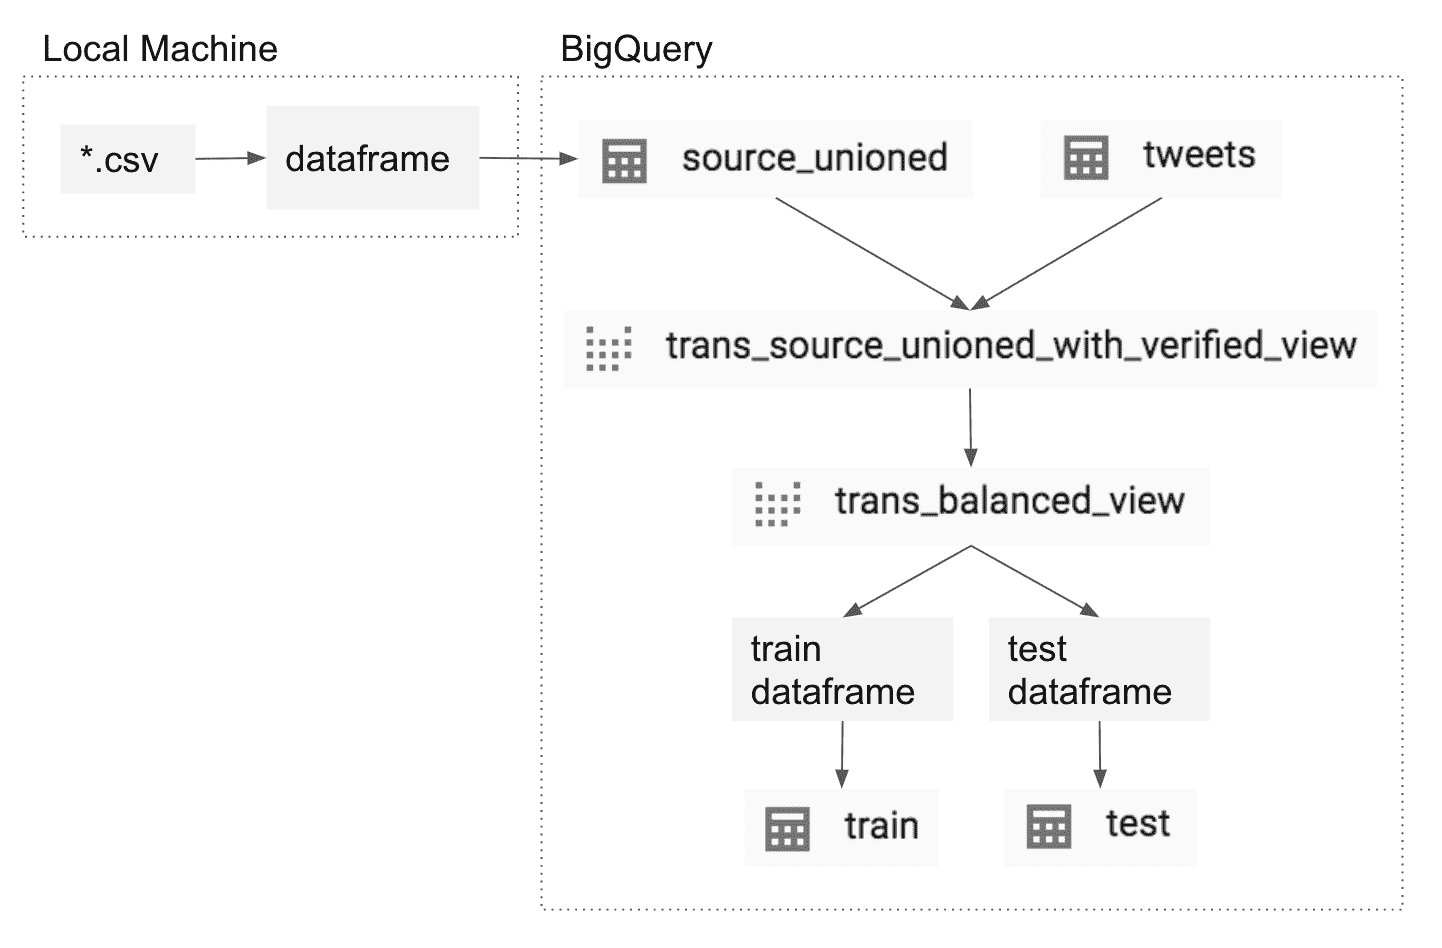 Local Machine
BigQuery
*.csv
dataframe
source_unioned
tweets
trans_source_unioned_with_verified_view
trans_balanced_view
train
dataframe
test
dataframe
train
test